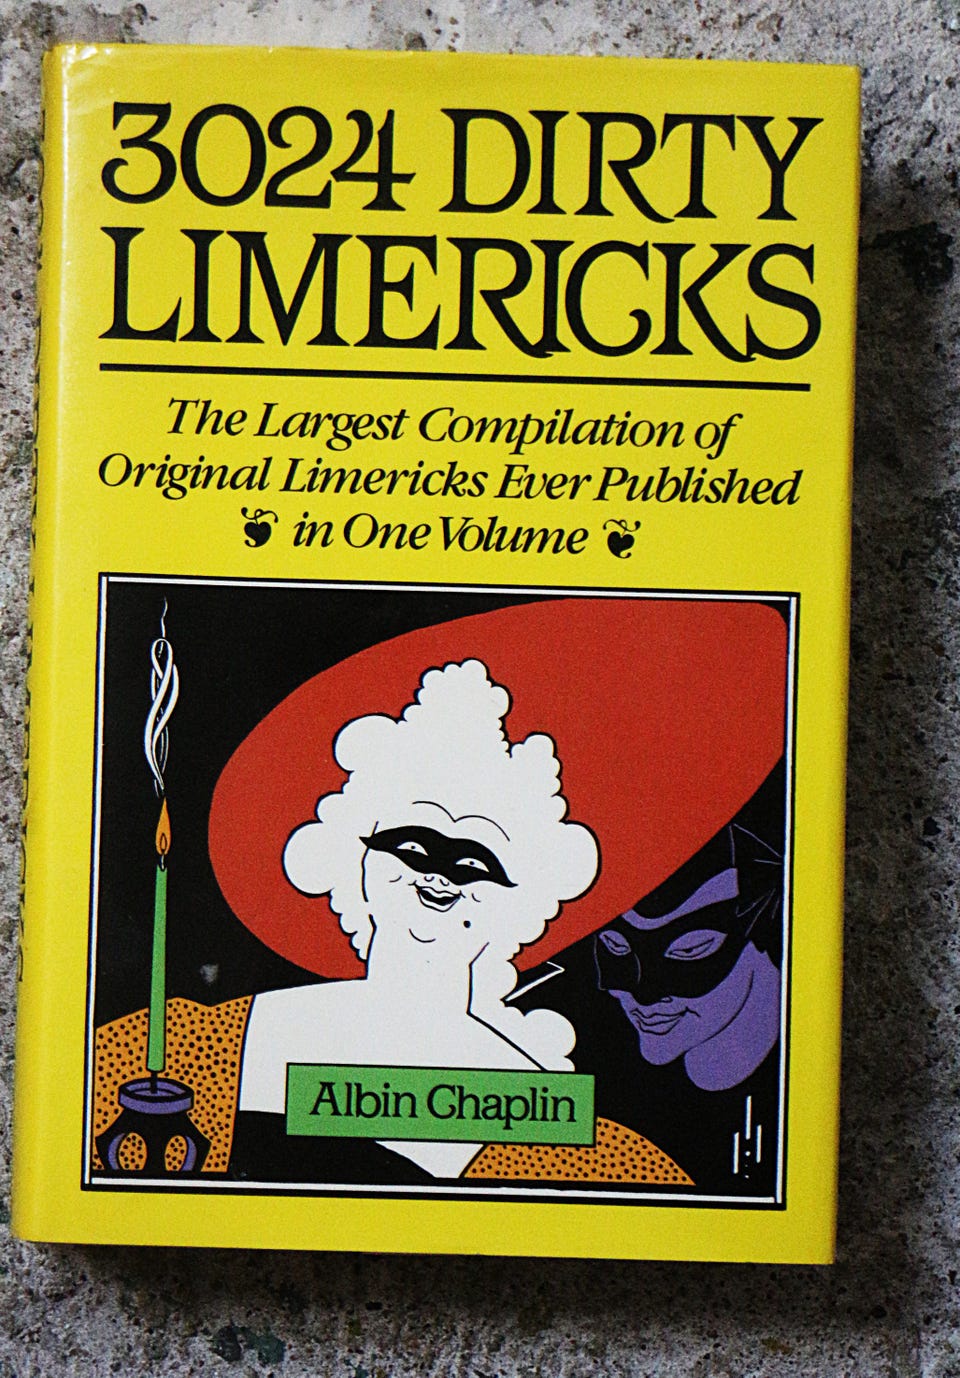 3024 DIRTY
LIMERICKS
The Largest Compilation of
Original Limericks Ever Published
in One Volume
Albin Chaplin